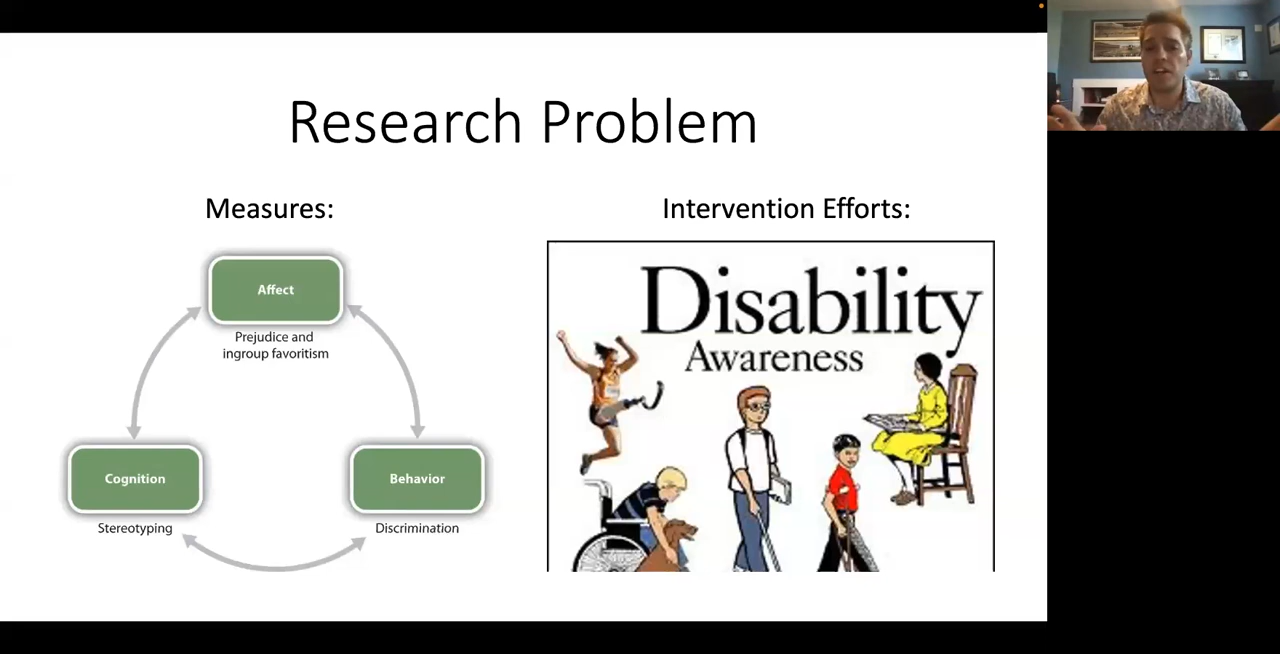 Research Problem
Measures:
Affect
Prejudice and
ingroup favoritism
Cognition
Stereotyping
Behavior
Discrimination
Intervention Efforts:
Disability
Awareness